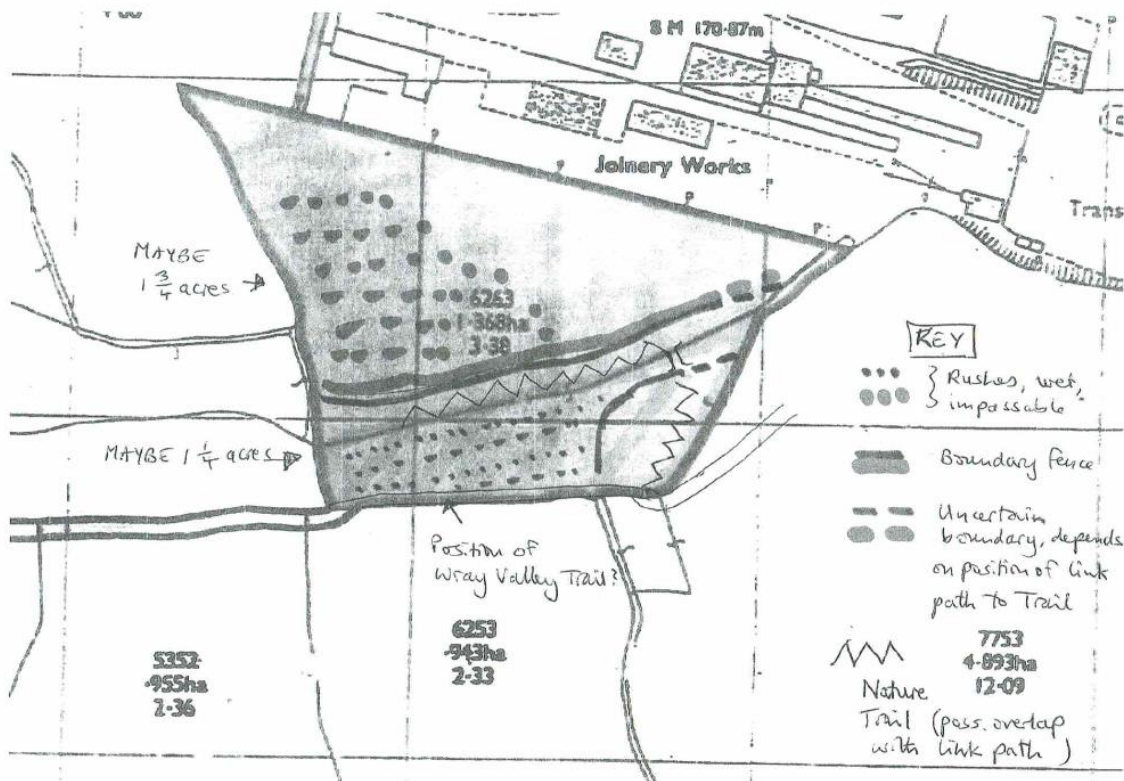 B M 170·87m
Joinery Works
Trans
MAYBE
1 3/4 acres →
6263
1·368ha
3·38
KEY
Rushes, wet,
impassable
MAYBE 1 1/4 acres →
Boundary fence
Uncertain
boundary, depends
on position of link
path to Trail
Position of
Wray Valley Trail?
6253
·943ha
2·33
5352
·955ha
2·36
7753
4·893ha
12·09
Nature
Trail (poss. overlap
with link path)